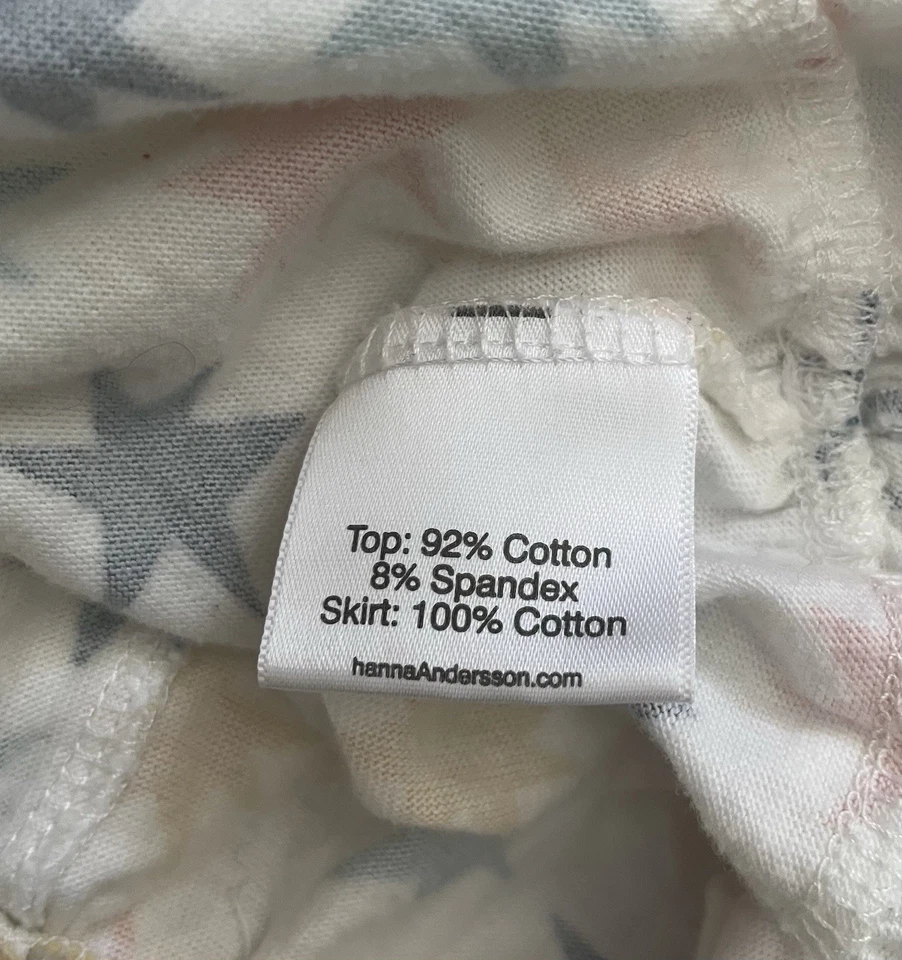 Top: 92% Cotton
8% Spandex
Skirt: 100% Cotton
hannaAndersson.com